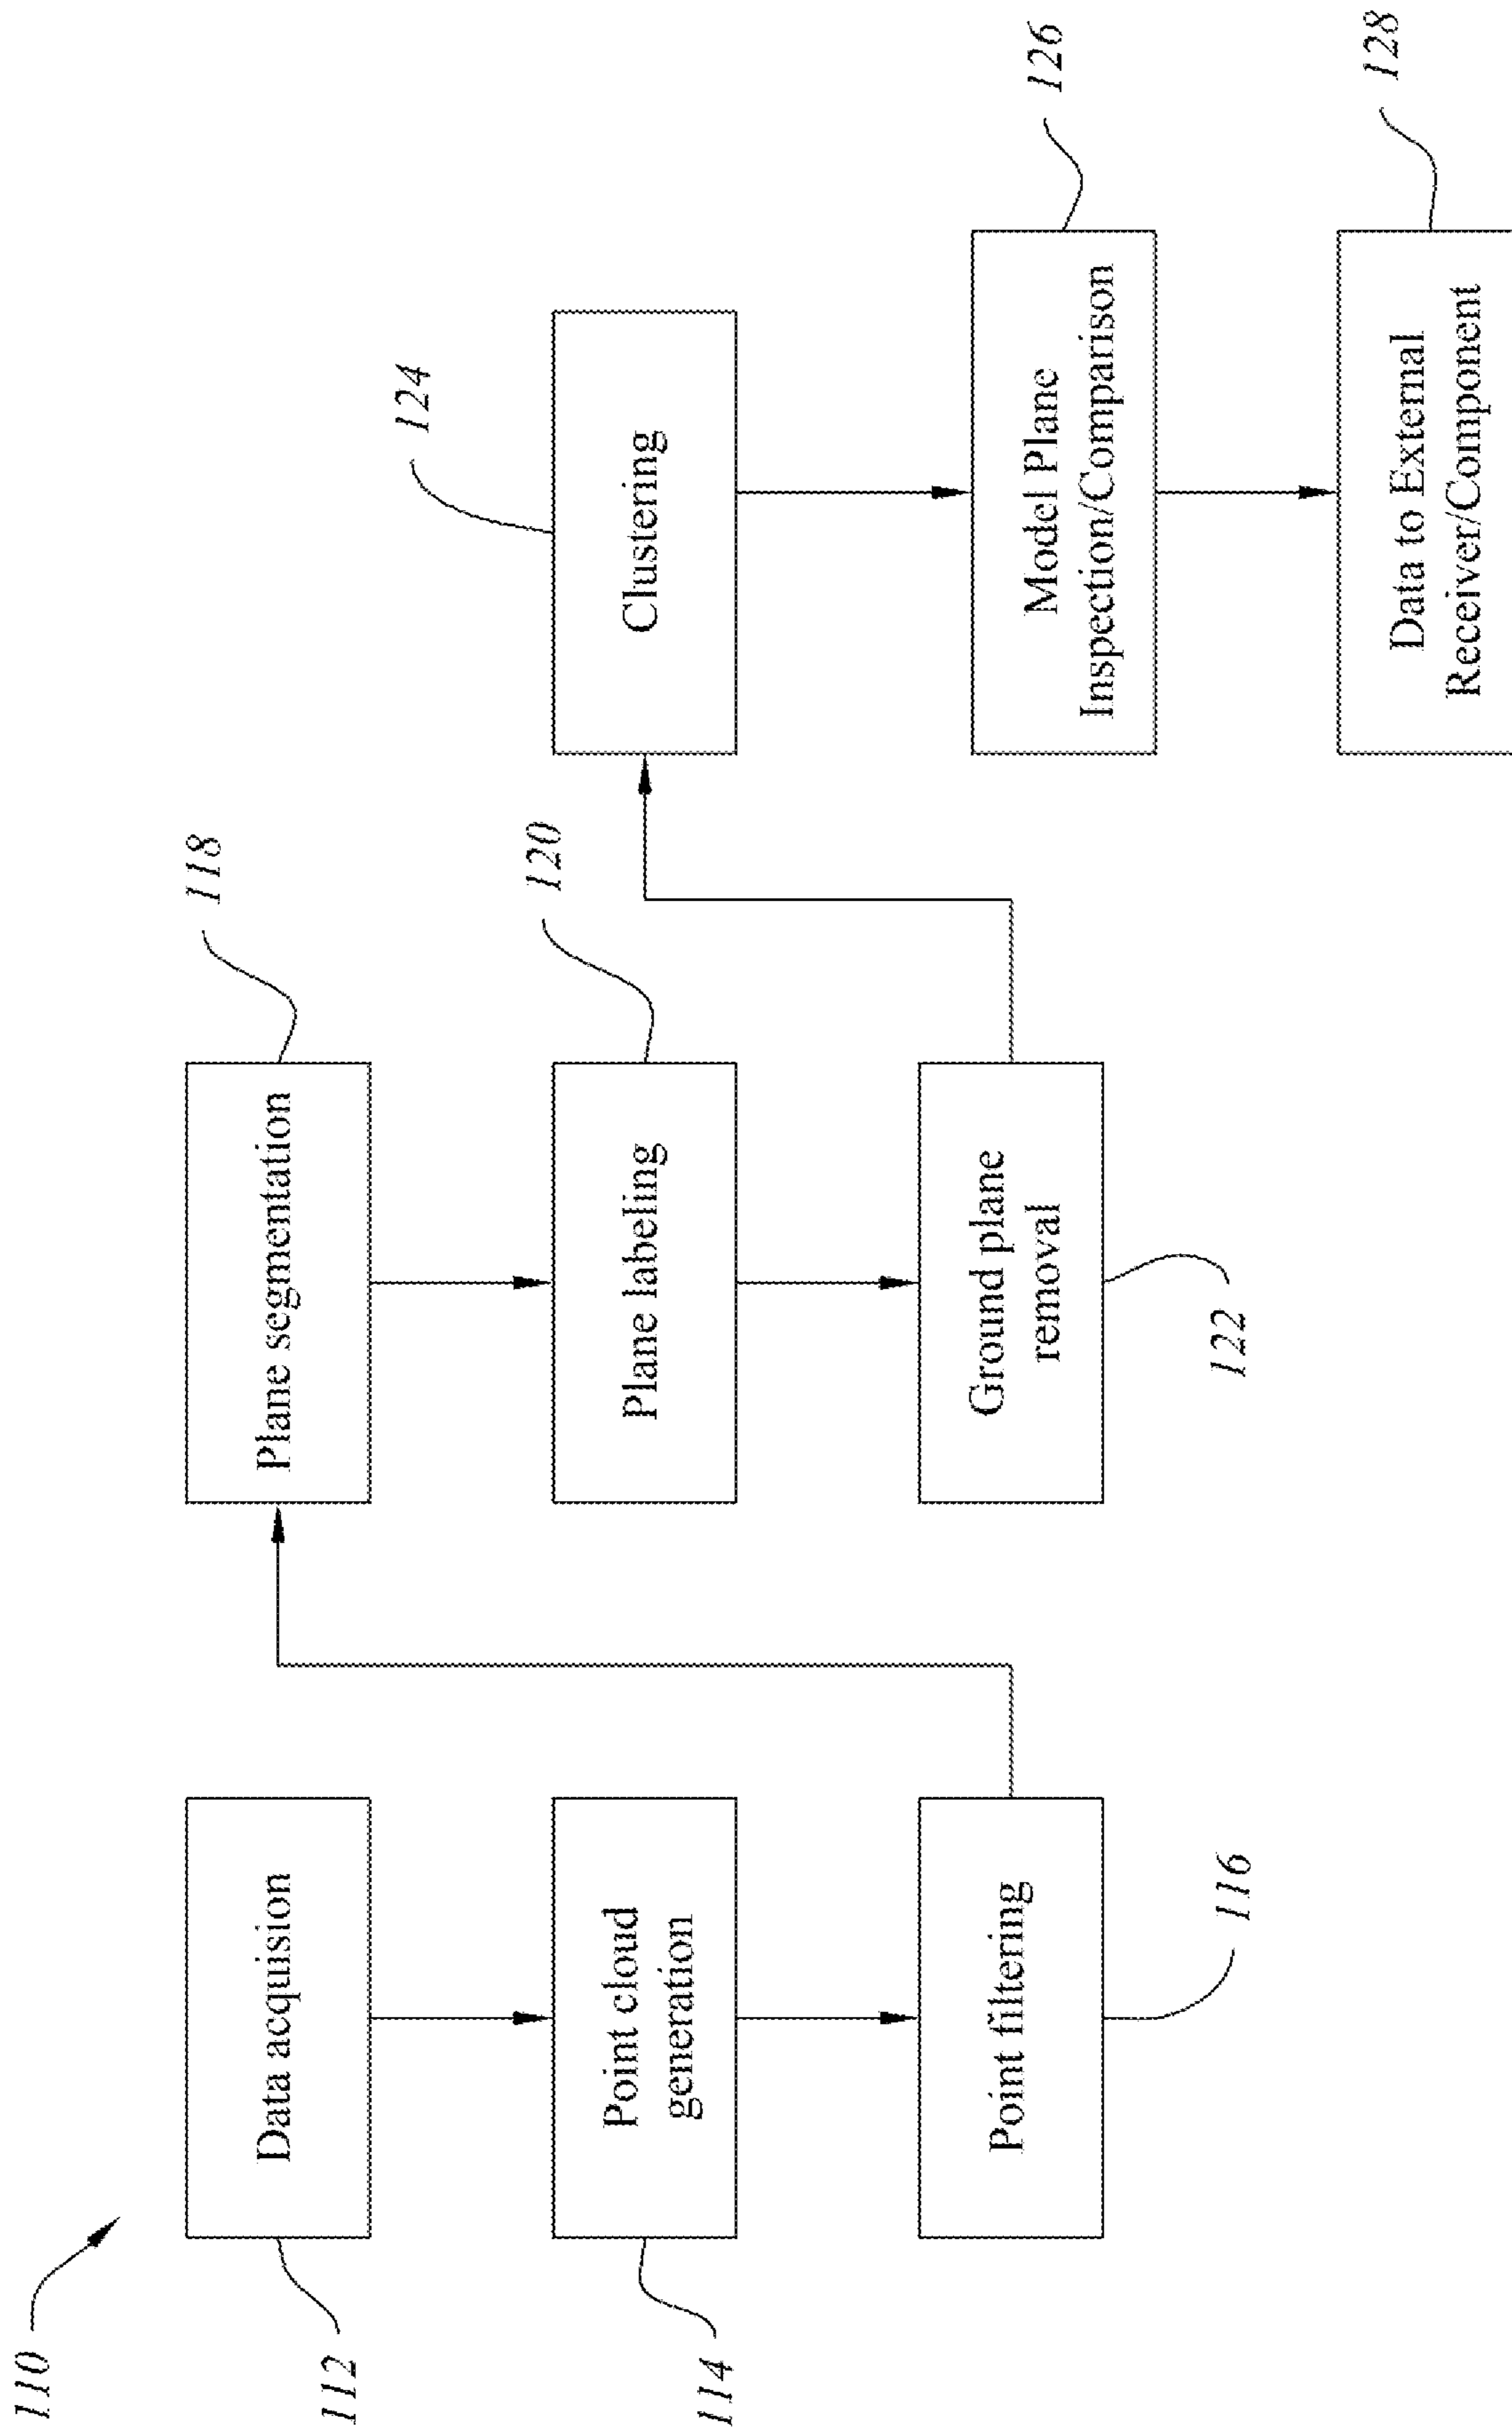 110
112
Data acquision
114
Point cloud
generation
Point filtering
116
118
Plane segmentation
120
Plane labeling
Ground plane
removal
122
124
Clustering
126
Model Plane
Inspection/Comparison
128
Data to External
Receiver/Component